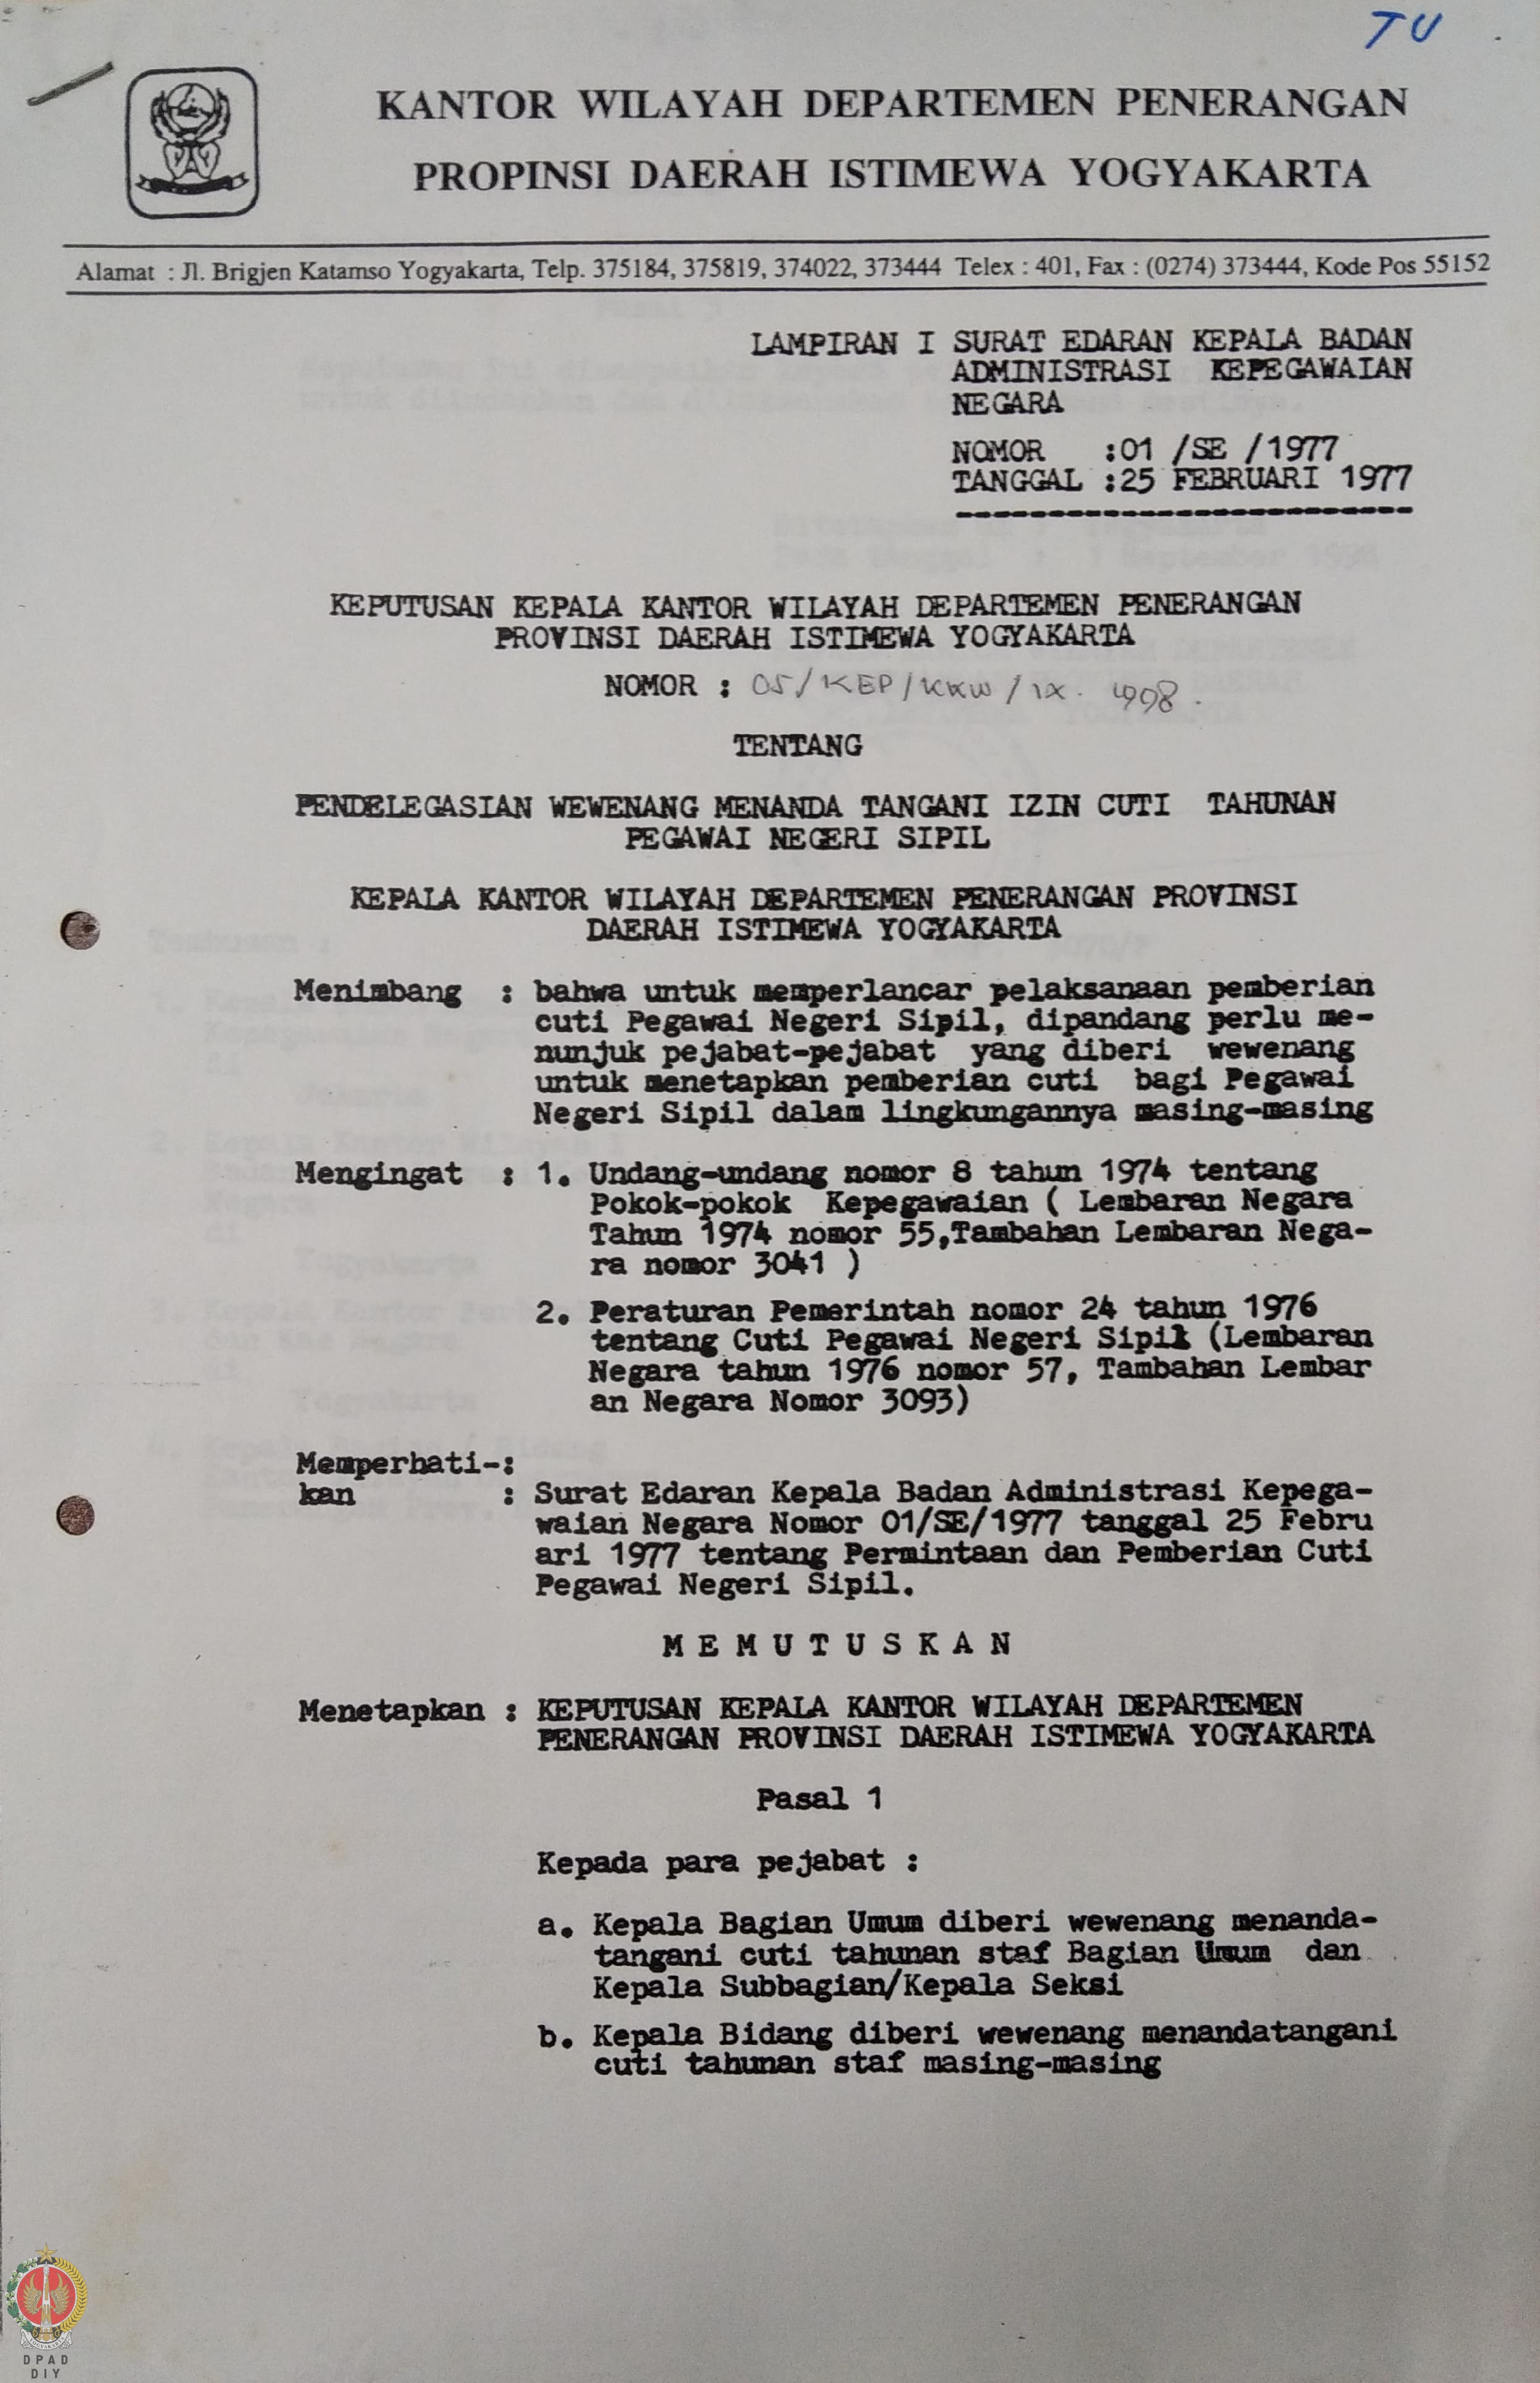 TU
KANTOR WILAYAH DEPARTEMEN PENERANGAN
PROPINSI DAERAH ISTIMEWA YOGYAKARTA
Alamat : Jl. Brigjen Katamso Yogyakarta, Telp. 375184, 375819, 374022, 373444 Telex : 401, Fax : (0274) 373444, Kode Pos 55152
LAMPIRAN I SURAT EDARAN KEPALA BADAN
ADMINISTRASI KEPEGAWAIAN
NEGARA
NOMOR :01 /SE /1977
TANGGAL :25 FEBRUARI 1977
KEPUTUSAN KEPALA KANTOR WILAYAH DEPARTEMEN PENERANGAN
PROVINSI DAERAH ISTIMEWA YOGYAKARTA
NOMOR : 05/KEP/KKW/IX. 1998.
TENTANG
PENDELEGASIAN WEWENANG MENANDA TANGANI IZIN CUTI TAHUNAN
PEGAWAI NEGERI SIPIL
KEPALA KANTOR WILAYAH DEPARTEMEN PENERANGAN PROVINSI
DAERAH ISTIMEWA YOGYAKARTA
Menimbang : bahwa untuk memperlancar pelaksanaan pemberian
cuti Pegawai Negeri Sipil, dipandang perlu me-
nunjuk pejabat-pejabat yang diberi wewenang
untuk menetapkan pemberian cuti bagi Pegawai
Negeri Sipil dalam lingkungannya masing-masing
Mengingat : 1. Undang-undang nomor 8 tahun 1974 tentang
Pokok-pokok Kepegawaian ( Lembaran Negara
Tahun 1974 nomor 55,Tambahan Lembaran Nega-
ra nomor 3041 )
2. Peraturan Pemerintah nomor 24 tahun 1976
tentang Cuti Pegawai Negeri Sipil (Lembaran
Negara tahun 1976 nomor 57, Tambahan Lembar
an Negara Nomor 3093)
Memperhati-:
kan : Surat Edaran Kepala Badan Administrasi Kepega-
waian Negara Nomor 01/SE/1977 tanggal 25 Febru
ari 1977 tentang Permintaan dan Pemberian Cuti
Pegawai Negeri Sipil.
M E M U T U S K A N
Menetapkan : KEPUTUSAN KEPALA KANTOR WILAYAH DEPARTEMEN
PENERANGAN PROVINSI DAERAH ISTIMEWA YOGYAKARTA
Pasal 1
Kepada para pejabat :
a. Kepala Bagian Umum diberi wewenang menanda-
tangani cuti tahunan staf Bagian Umum dan
Kepala Subbagian/Kepala Seksi
b. Kepala Bidang diberi wewenang menandatangani
cuti tahunan staf masing-masing
DPAD
DIY